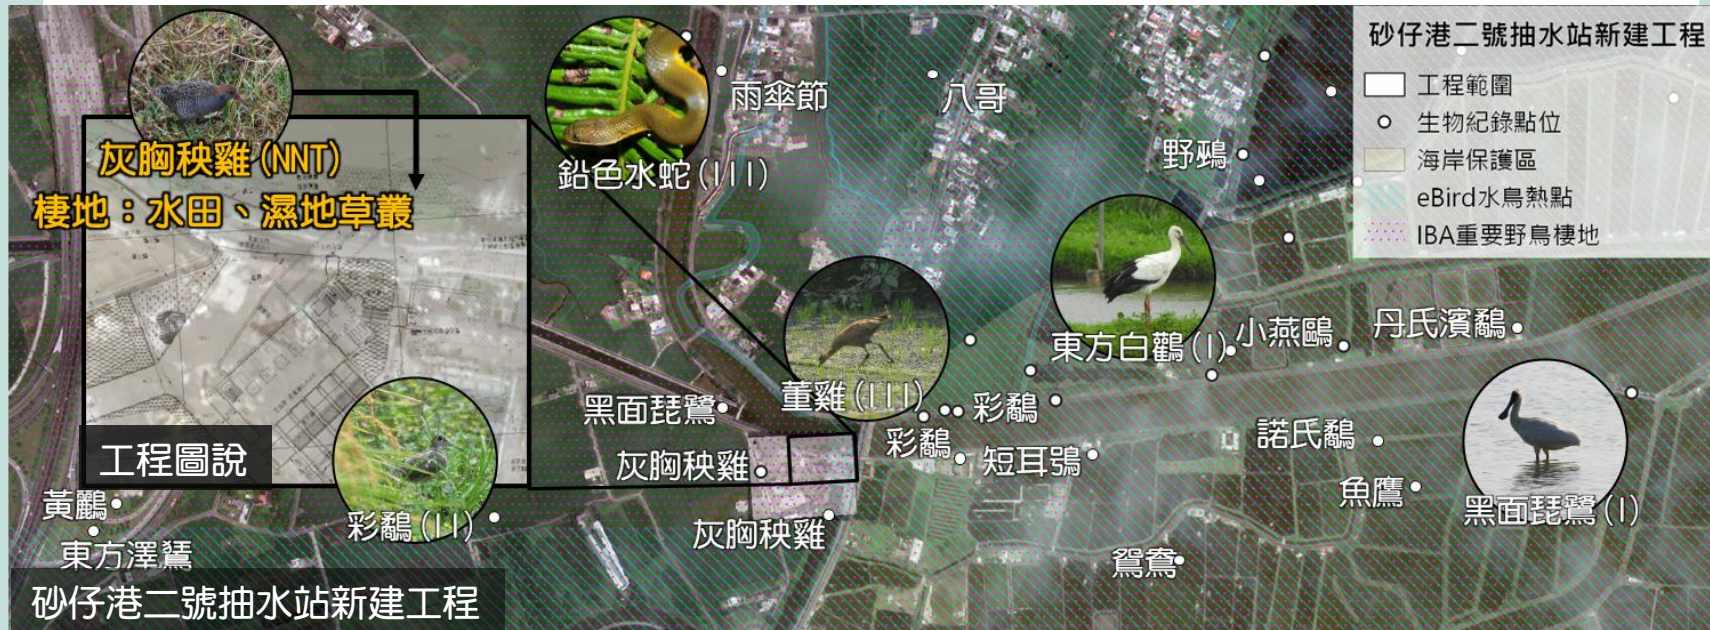 砂仔港二號抽水站新建工程
工程範圍
生物紀錄點位
海岸保護區
eBird水鳥熱點
IBA重要野鳥棲地
灰胸秧雞(NNT)
棲地：水田、濕地草叢
鉛色水蛇(III)
雨傘節
八哥
野鵐
東方白鸛(I)
小燕鷗
丹氏濱鷸
董雞(III)
黑面琵鷺
彩鷸
彩鷸
灰胸秧雞
短耳鴞
諾氏鷸
魚鷹
黑面琵鷺(I)
工程圖說
黃鸝
東方澤鵟
彩鷸(II)
灰胸秧雞
鴛鴦
砂仔港二號抽水站新建工程